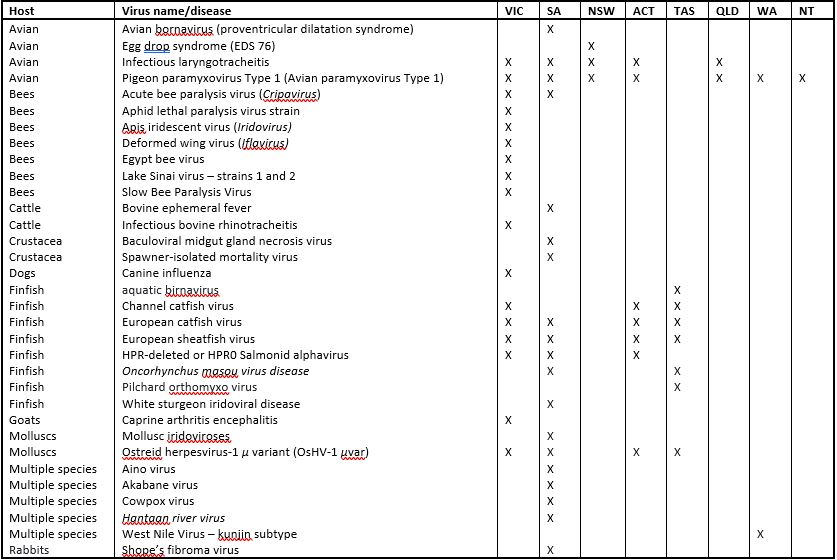 Host Virus name/disease VIC SA NSW ACT TAS QLD WA NT
Avian Avian bornavirus (proventricular dilatation syndrome) X
Avian Egg drop syndrome (EDS 76) X
Avian Infectious laryngotracheitis X X X X X
Avian Pigeon paramyxovirus Type 1 (Avian paramyxovirus Type 1) X X X X X X X
Bees Acute bee paralysis virus (Cripavirus) X X
Bees Aphid lethal paralysis virus strain X
Bees Apis iridescent virus (Iridovirus) X
Bees Deformed wing virus (Iflavirus) X
Bees Egypt bee virus X
Bees Lake Sinai virus – strains 1 and 2 X
Bees Slow Bee Paralysis Virus X
Cattle Bovine ephemeral fever X
Cattle Infectious bovine rhinotracheitis X
Crustacea Baculoviral midgut gland necrosis virus X
Crustacea Spawner-isolated mortality virus X
Dogs Canine influenza X
Finfish aquatic birnavirus X
Finfish Channel catfish virus X X X
Finfish European catfish virus X X X X
Finfish European sheatfish virus X X X X
Finfish HPR-deleted or HPR0 Salmonid alphavirus X X X
Finfish Oncorhynchus masou virus disease X X
Finfish Pilchard orthomyxo virus X
Finfish White sturgeon iridoviral disease X
Goats Caprine arthritis encephalitis X
Molluscs Mollusc iridoviroses X
Molluscs Ostreid herpesvirus-1 µ variant (OsHV-1 µvar) X X X X
Multiple species Aino virus X
Multiple species Akabane virus X
Multiple species Cowpox virus X
Multiple species Hantaan river virus X
Multiple species West Nile Virus – kunjin subtype X
Rabbits Shope's fibroma virus X